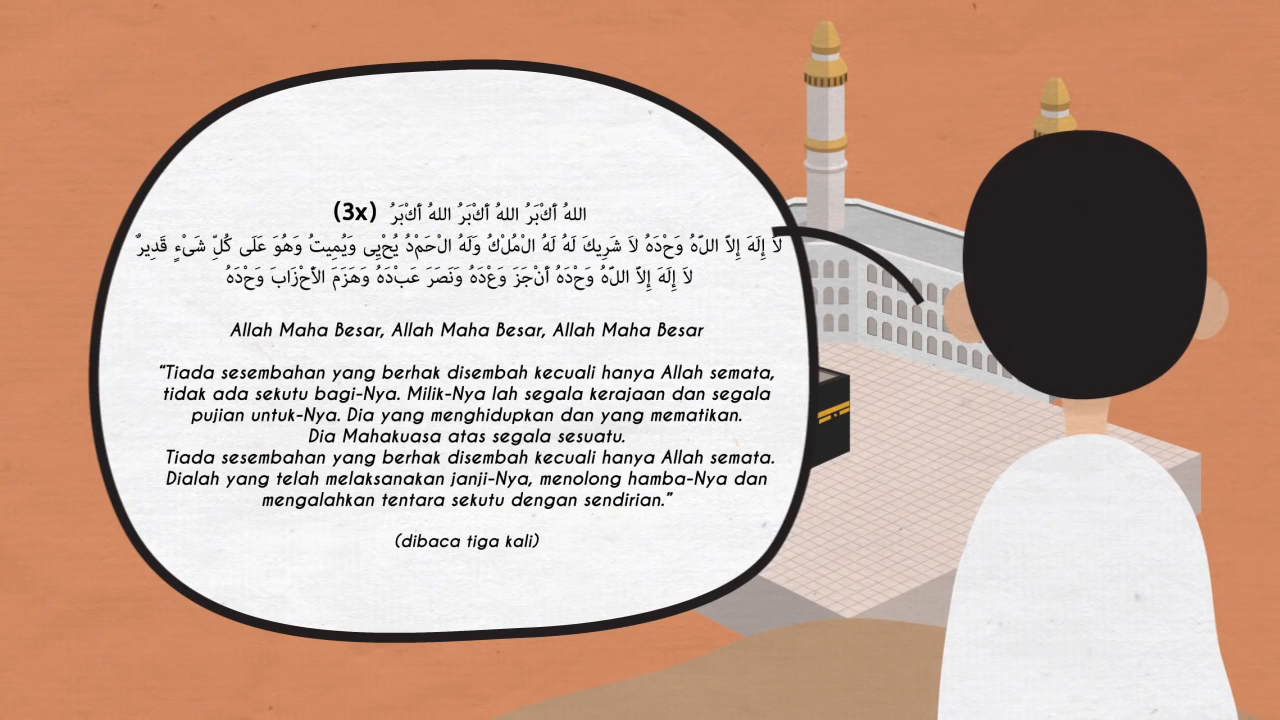 اللهُ أَكْبَرُ اللهُ أَكْبَرُ اللهُ أَكْبَرُ (3x)
لَا إِلَهَ إِلاَّ اللَّهُ وَحْدَهُ لاَ شَرِيكَ لَهُ لَهُ الْمُلْكُ وَلَهُ الْحَمْدُ يُحْيِى وَيُمِيتُ وَهُوَ عَلَى كُلِّ شَىْءٍ قَدِيرٌ
لاَ إِلَهَ إِلاَّ اللَّهُ وَحْدَهُ أَنْجَزَ وَعْدَهُ وَنَصَرَ عَبْدَهُ وَهَزَمَ الأَحْزَابَ وَحْدَهُ
Allah Maha Besar, Allah Maha Besar, Allah Maha Besar
“Tiada sesembahan yang berhak disembah kecuali hanya Allah semata,
tidak ada sekutu bagi-Nya. Milik-Nya lah segala kerajaan dan segala
pujian untuk-Nya. Dia yang menghidupkan dan yang mematikan.
Dia Mahakuasa atas segala sesuatu.
Tiada sesembahan yang berhak disembah kecuali hanya Allah semata.
Dialah yang telah melaksanakan janji-Nya, menolong hamba-Nya dan
mengalahkan tentara sekutu dengan sendirian.”
(dibaca tiga kali)